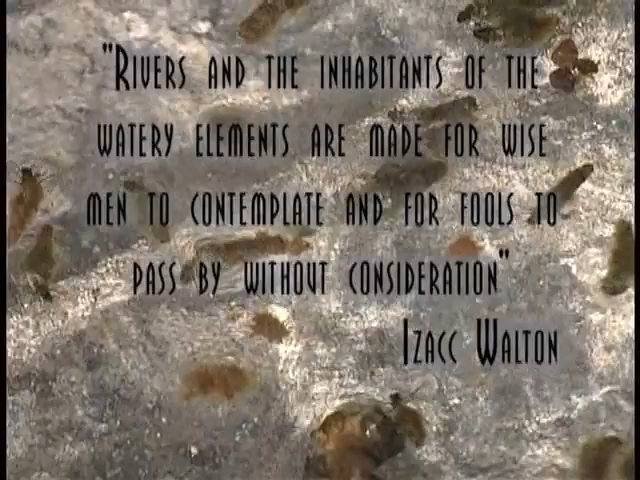 "Rivers and the inhabitants of the
watery elements are made for wise
men to contemplate and for fools to
pass by without consideration"
Izacc Walton